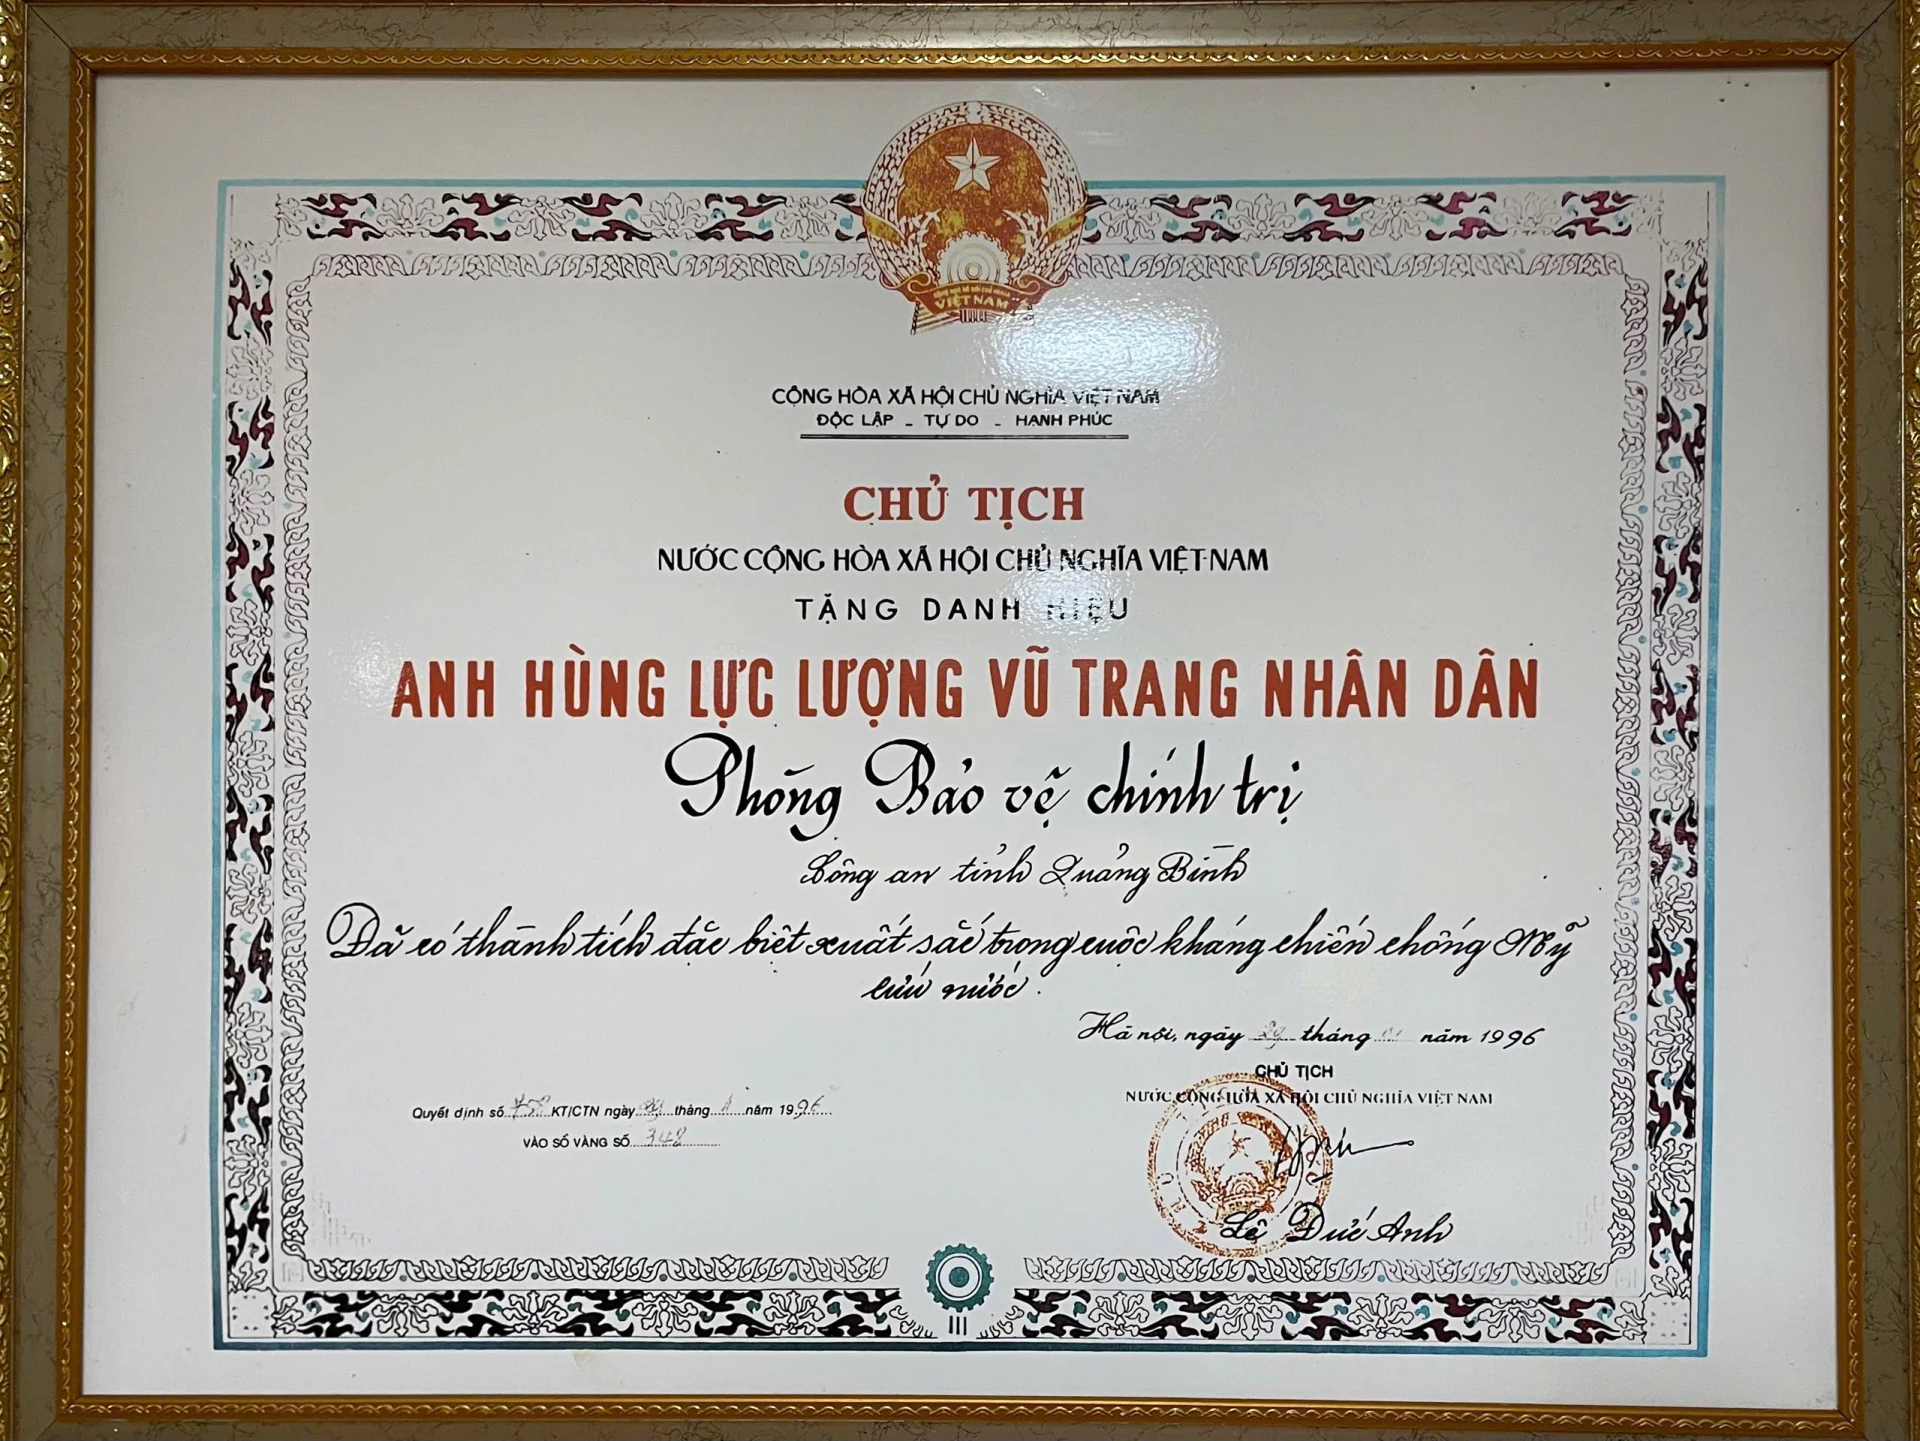 VIỆT NAM
CỘNG HÒA XÃ HỘI CHỦ NGHĨA VIỆT NAM
ĐỘC LẬP - TỰ DO - HẠNH PHÚC
CHỦ TỊCH
NƯỚC CỘNG HÒA XÃ HỘI CHỦ NGHĨA VIỆT NAM
TẶNG DANH HIỆU
ANH HÙNG LỰC LƯỢNG VŨ TRANG NHÂN DÂN
Phòng Bảo vệ chính trị
Công an tỉnh Quảng Bình
Đã có thành tích đặc biệt xuất sắc trong cuộc kháng chiến chống Mỹ
cứu nước.
Hà nội, ngày 29 tháng năm 1996
CHỦ TỊCH
NƯỚC CỘNG HÒA XÃ HỘI CHỦ NGHĨA VIỆT NAM
Quyết định số KT/CTN ngày tháng năm 1996
VÀO SỔ VÀNG SỐ 348
Lê Đức Anh